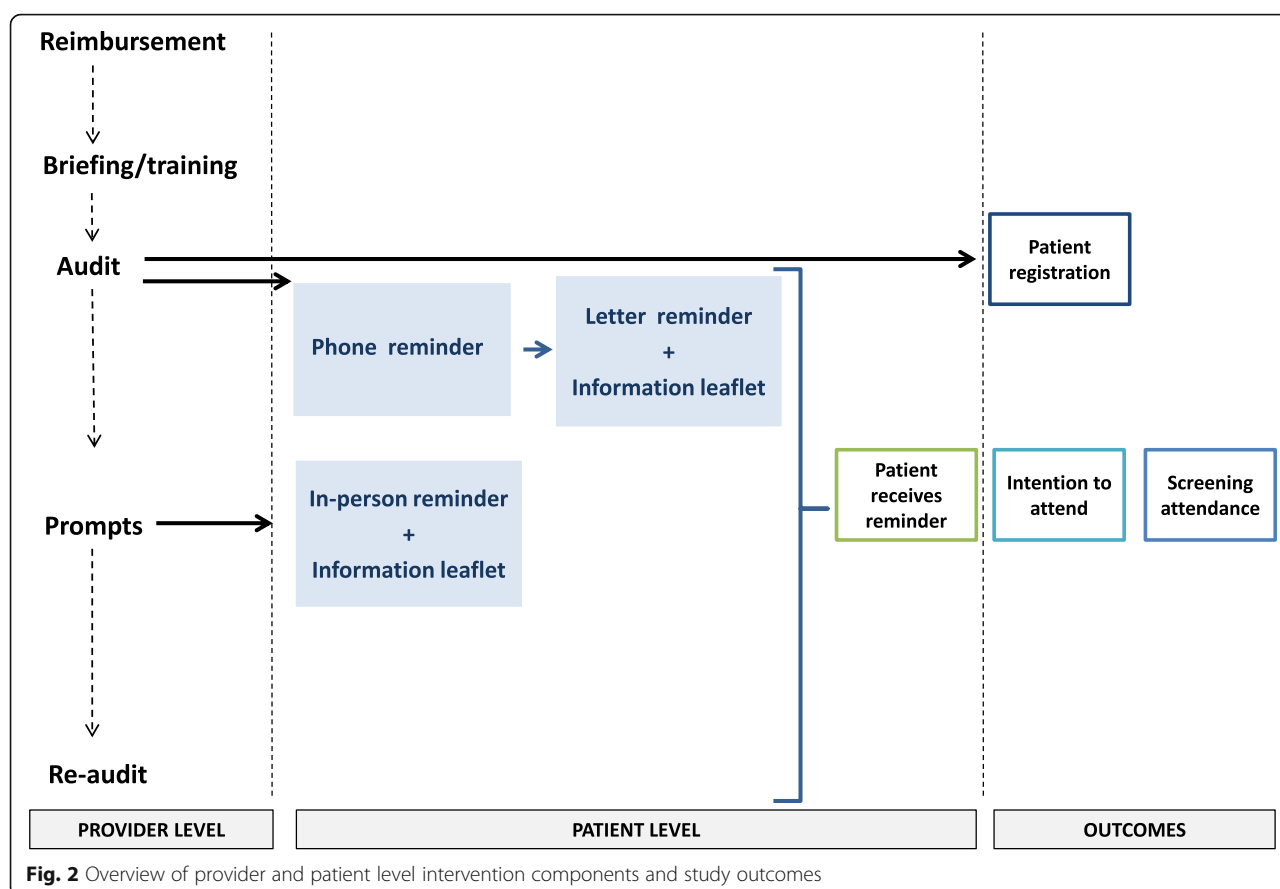 Reimbursement
Briefing/training
Audit
Patient
registration
Phone reminder
Letter reminder
+
Information leaflet
Prompts
In-person reminder
+
Information leaflet
Patient
receives
reminder
Intention to
attend
Screening
attendance
Re-audit
PROVIDER LEVEL
PATIENT LEVEL
OUTCOMES
Fig. 2 Overview of provider and patient level intervention components and study outcomes